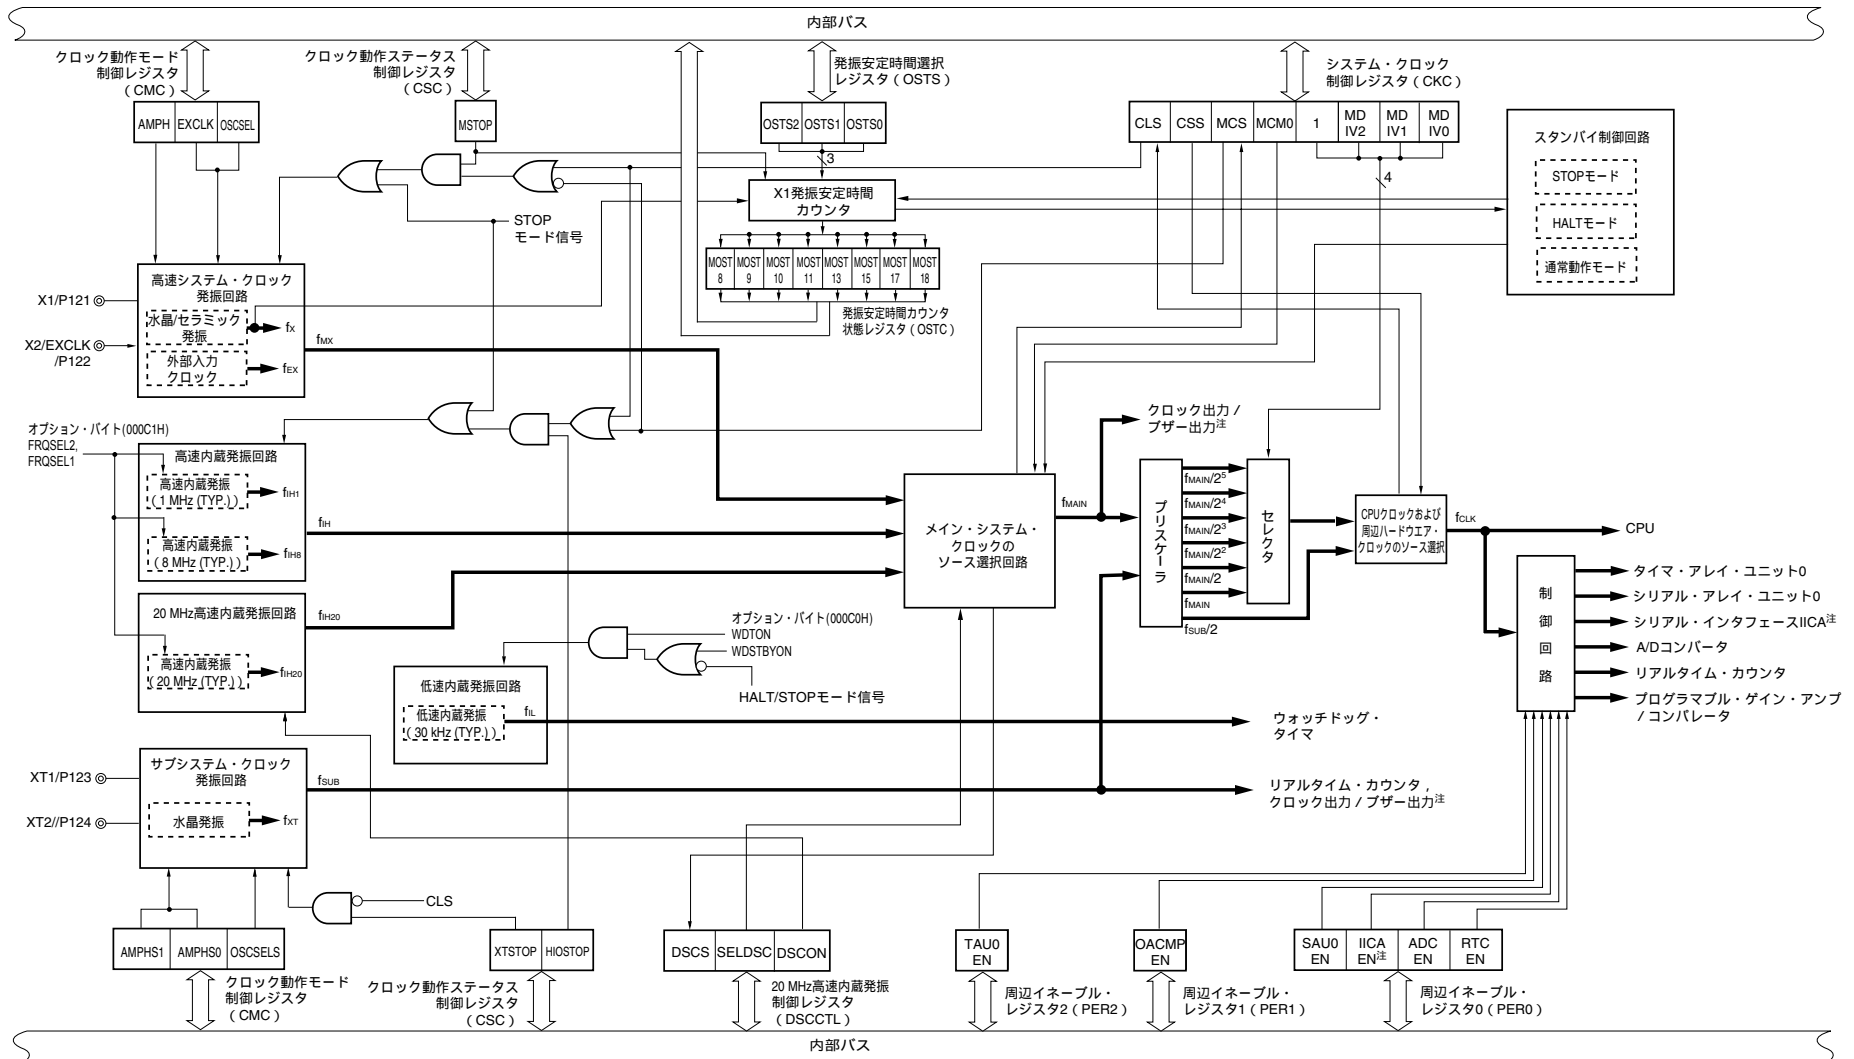 内部バス
クロック動作モード
制御レジスタ
(CMC)
クロック動作ステータス
制御レジスタ
(CSC)
発振安定時間選択
レジスタ(OSTS)
システム・クロック
制御レジスタ(CKC)
AMPH EXCLK OSCSEL
MSTOP
OSTS2 OSTS1 OSTS0
CLS CSS MCS MCM0 1 MD IV2 MD IV1 MD IV0
3
4
スタンバイ制御回路
STOPモード
HALTモード
通常動作モード
X1発振安定時間
カウンタ
STOP
モード信号
MOST 8 MOST 9 MOST 10 MOST 11 MOST 13 MOST 15 MOST 17 MOST 18
発振安定時間カウンタ
状態レジスタ(OSTC)
高速システム・クロック
発振回路
X1/P121
水晶/セラミック
発振
fX
X2/EXCLK
/P122
外部入力
クロック
fEX
fMX
オプション・バイト(000C1H)
FRQSEL2,
FRQSEL1
高速内蔵発振回路
高速内蔵発振
(1 MHz (TYP.))
fIH1
高速内蔵発振
(8 MHz (TYP.))
fIH8
fIH
20 MHz高速内蔵発振回路
高速内蔵発振
(20 MHz (TYP.))
fIH20
fIH20
メイン・システム・
クロックの
ソース選択回路
fMAIN
クロック出力/
ブザー出力注
プリスケーラ
fMAIN/2⁵
fMAIN/2⁴
fMAIN/2³
fMAIN/2²
fMAIN/2
fMAIN
fSUB/2
セレクタ
CPUクロックおよび
周辺ハードウエア・
クロックのソース選択
fCLK
CPU
制御回路
タイマ・アレイ・ユニット0
シリアル・アレイ・ユニット0
シリアル・インタフェースIICA注
A/Dコンバータ
リアルタイム・カウンタ
プログラマブル・ゲイン・アンプ
/コンパレータ
オプション・バイト(000C0H)
WDTON
WDSTBYON
HALT/STOPモード信号
低速内蔵発振回路
低速内蔵発振
(30 kHz (TYP.))
fIL
ウォッチドッグ・
タイマ
サブシステム・クロック
発振回路
XT1/P123
XT2//P124
水晶発振
fXT
fSUB
リアルタイム・カウンタ,
クロック出力/ブザー出力注
CLS
AMPHS1 AMPHS0 OSCSELS
XTSTOP HIOSTOP
DSCS SELDSC DSCON
TAU0 EN
OACMP EN
SAU0 EN IICA EN注 ADC EN RTC EN
クロック動作モード
制御レジスタ
(CMC)
クロック動作ステータス
制御レジスタ
(CSC)
20 MHz高速内蔵発振
制御レジスタ
(DSCCTL)
周辺イネーブル・
レジスタ2(PER2)
周辺イネーブル・
レジスタ1(PER1)
周辺イネーブル・
レジスタ0(PER0)
内部バス